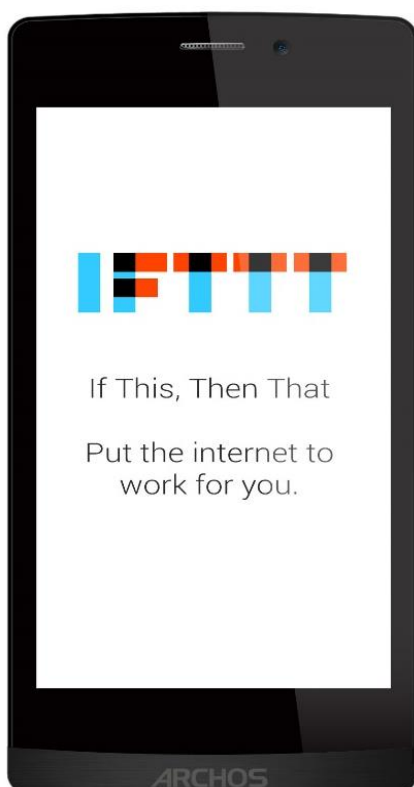 IFTTT
If This, Then That
Put the internet to
work for you.
ARCHOS